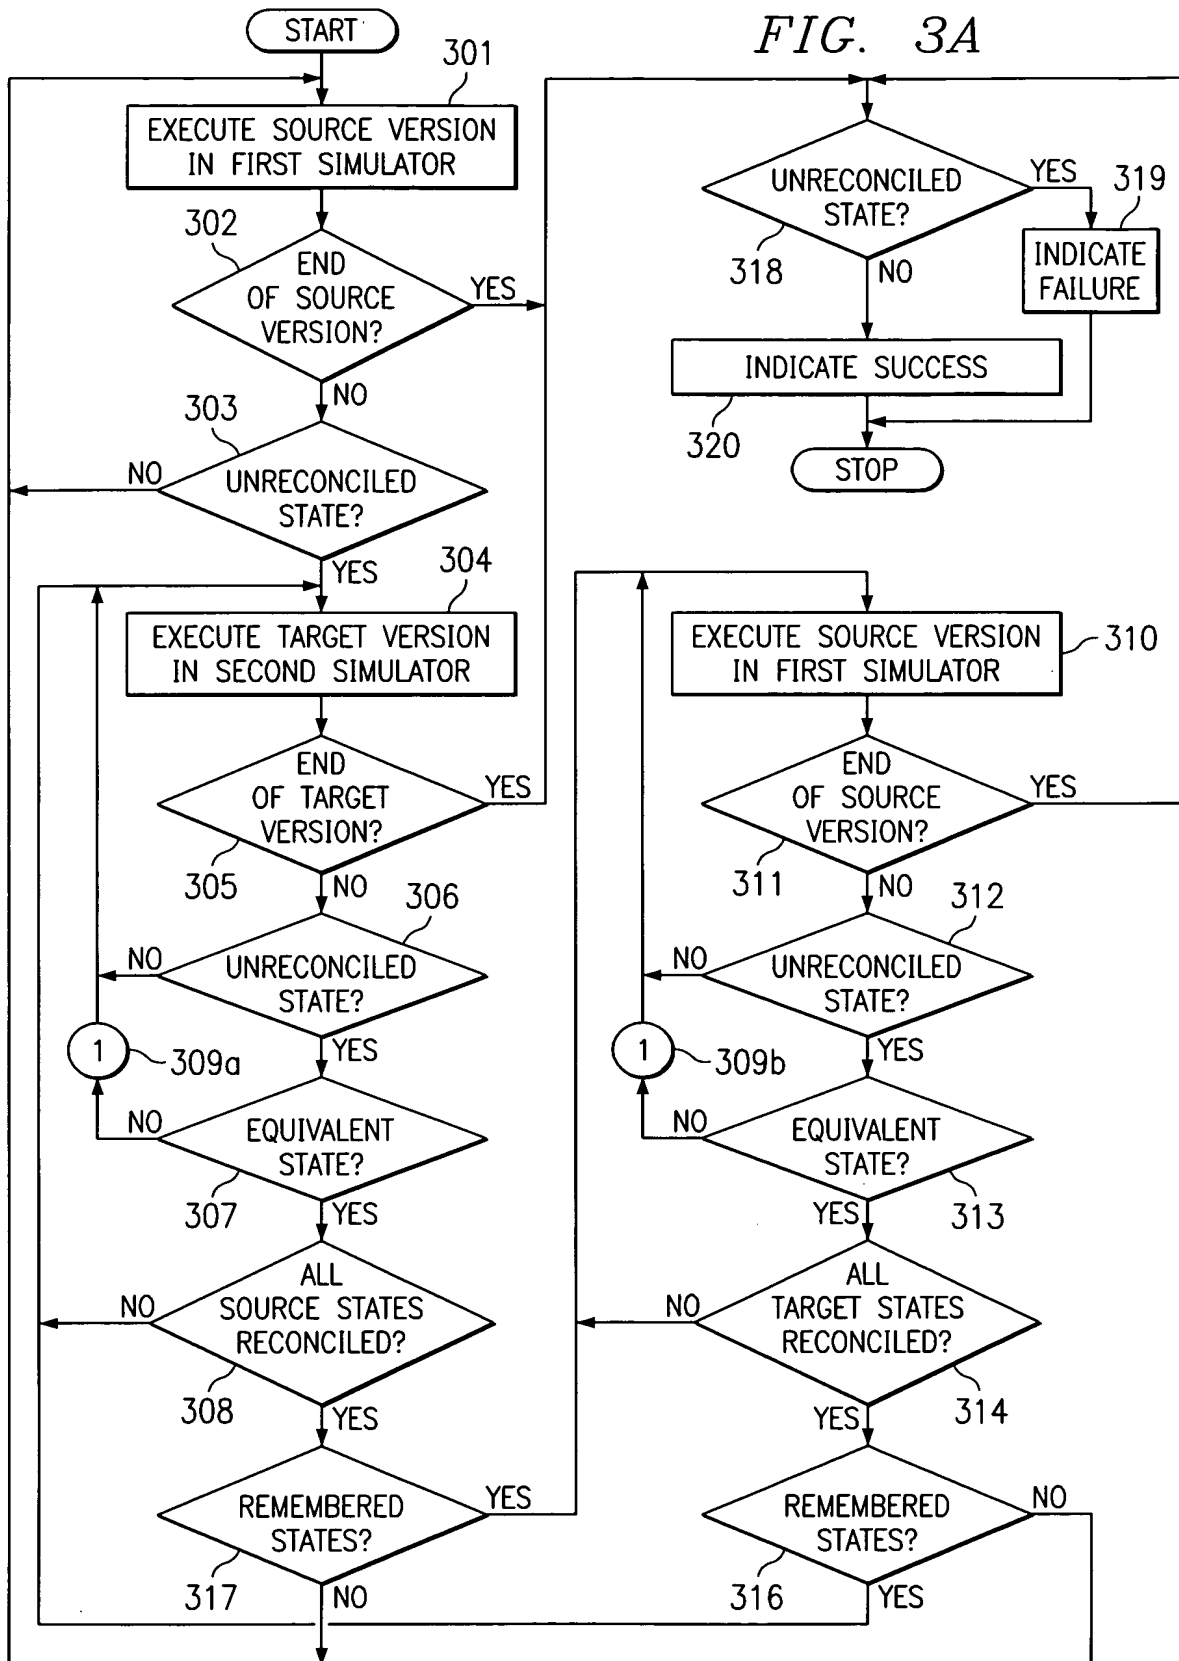 START
FIG. 3A
301
EXECUTE SOURCE VERSION
IN FIRST SIMULATOR
302
END
OF SOURCE
VERSION?
YES
NO
303
UNRECONCILED
STATE?
NO
YES
304
EXECUTE TARGET VERSION
IN SECOND SIMULATOR
END
OF TARGET
VERSION?
YES
305
NO
306
UNRECONCILED
STATE?
NO
YES
1
309a
EQUIVALENT
STATE?
NO
307
YES
ALL
SOURCE STATES
RECONCILED?
NO
308
YES
REMEMBERED
STATES?
YES
317
NO
UNRECONCILED
STATE?
YES
318
NO
319
INDICATE
FAILURE
INDICATE SUCCESS
320
STOP
EXECUTE SOURCE VERSION
IN FIRST SIMULATOR
310
END
OF SOURCE
VERSION?
YES
311
NO
312
UNRECONCILED
STATE?
NO
YES
1
309b
EQUIVALENT
STATE?
NO
313
YES
ALL
TARGET STATES
RECONCILED?
NO
314
YES
REMEMBERED
STATES?
NO
316
YES